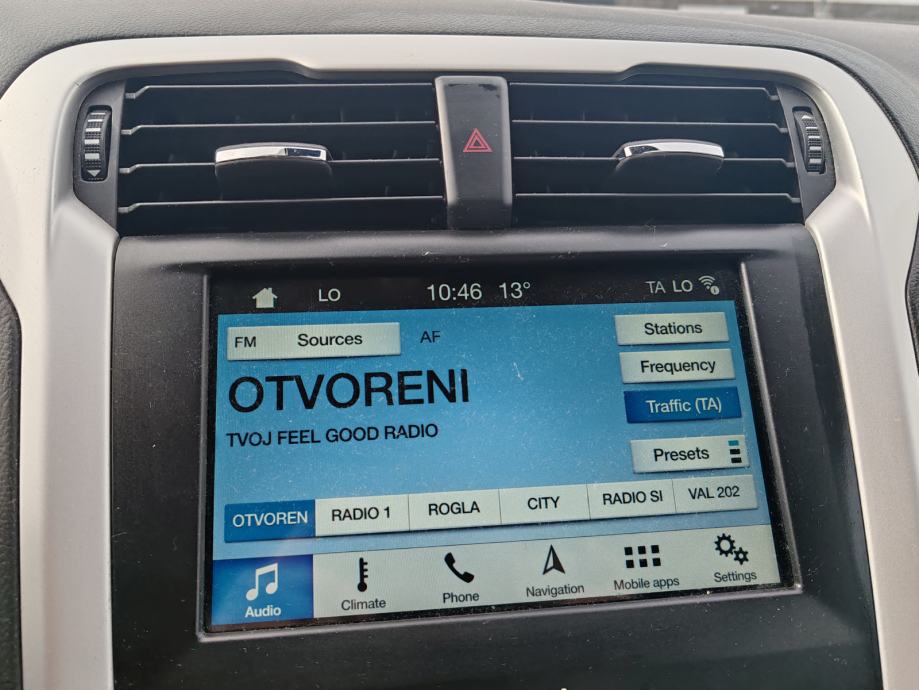 LO 10:46 13° TA LO
FM Sources AF Stations
Frequency
OTVORENI
Traffic (TA)
TVOJ FEEL GOOD RADIO
Presets
OTVOREN RADIO 1 ROGLA CITY RADIO SI VAL 202
Audio Climate Phone Navigation Mobile apps Settings